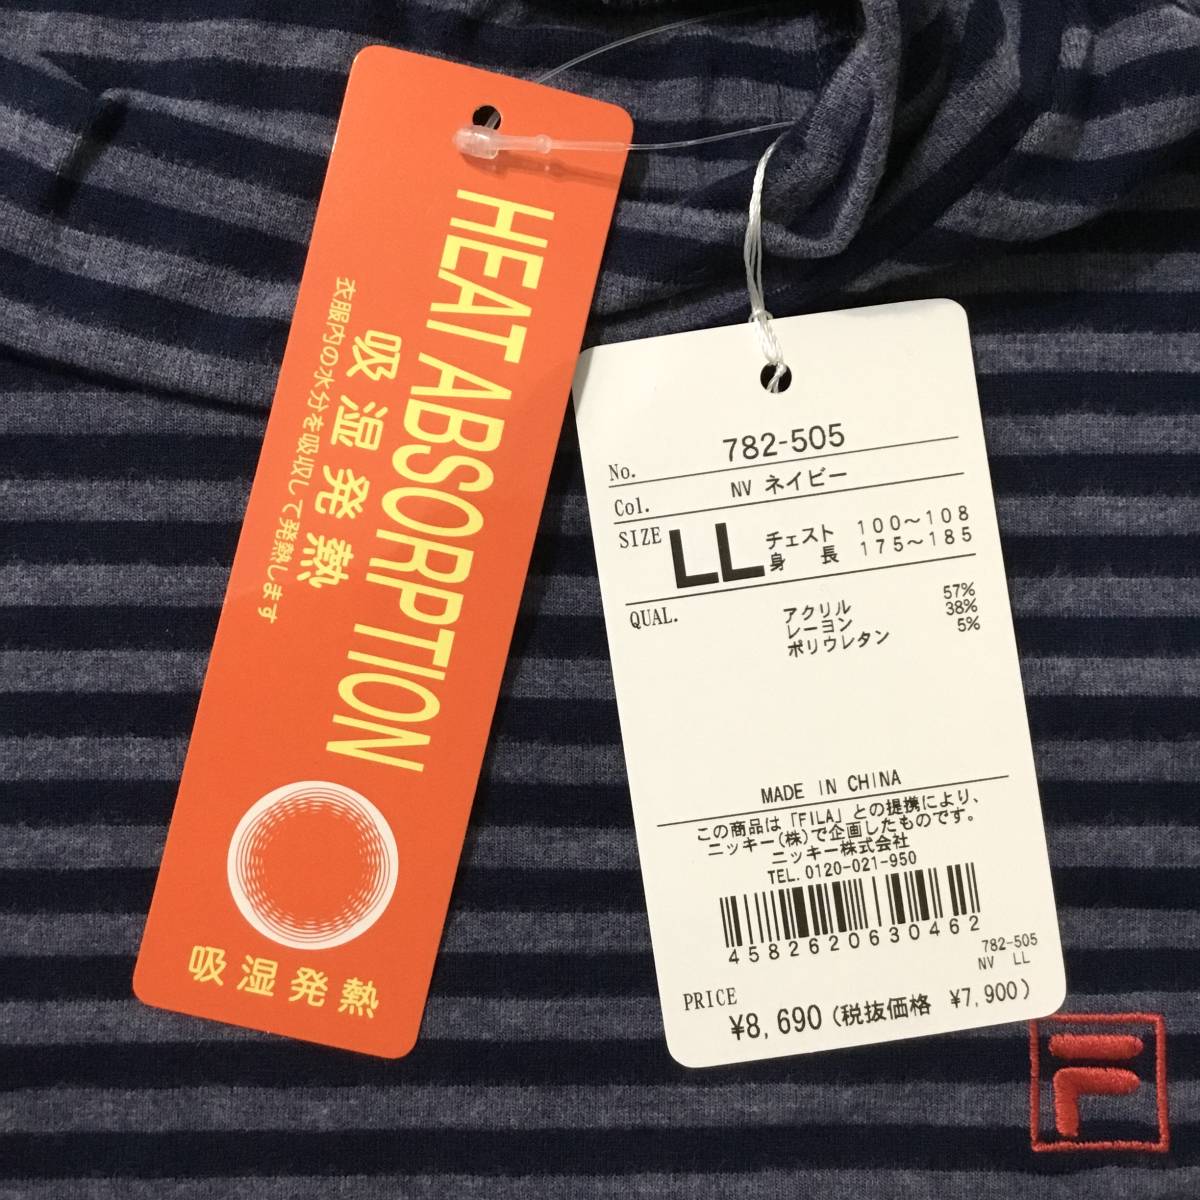 HEAT ABSORPTION
吸湿発熱
衣服内の水分を吸収して発熱します
吸湿発熱
No. 782-505
Col. NV ネイビー
SIZE LL チェスト 100〜108
身長 175〜185
QUAL. アクリル 57%
レーヨン 38%
ポリウレタン 5%
MADE IN CHINA
この商品は「FILA」との提携により、
ニッキー(株)で企画したものです。
ニッキー株式会社
TEL. 0120-021-950
4582620630462
782-505
NV LL
PRICE
¥8,690 (税抜価格 ¥7,900)
F